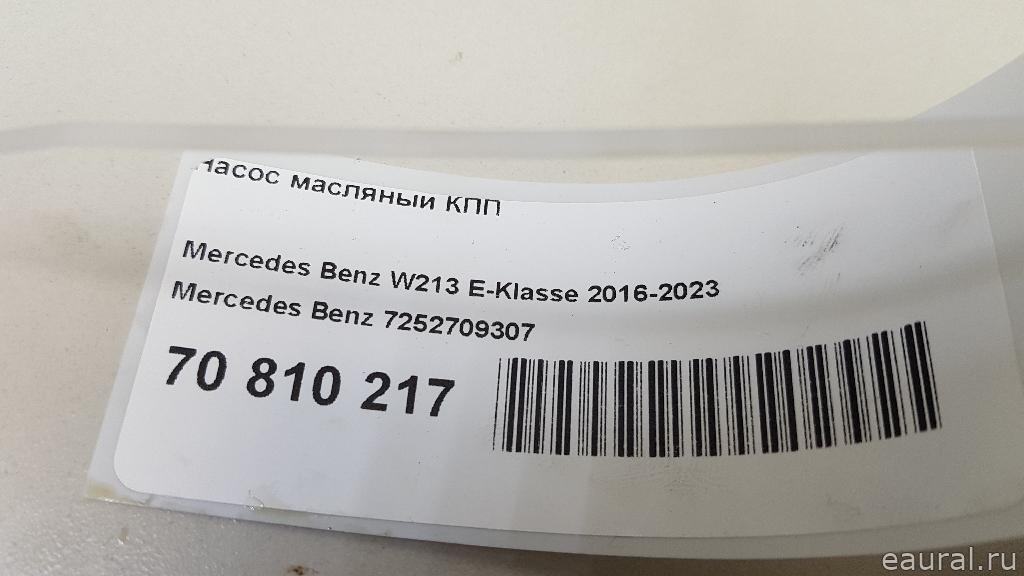 Насос масляный КПП
Mercedes Benz W213 E-Klasse 2016-2023
Mercedes Benz 7252709307
70 810 217
eaural.ru